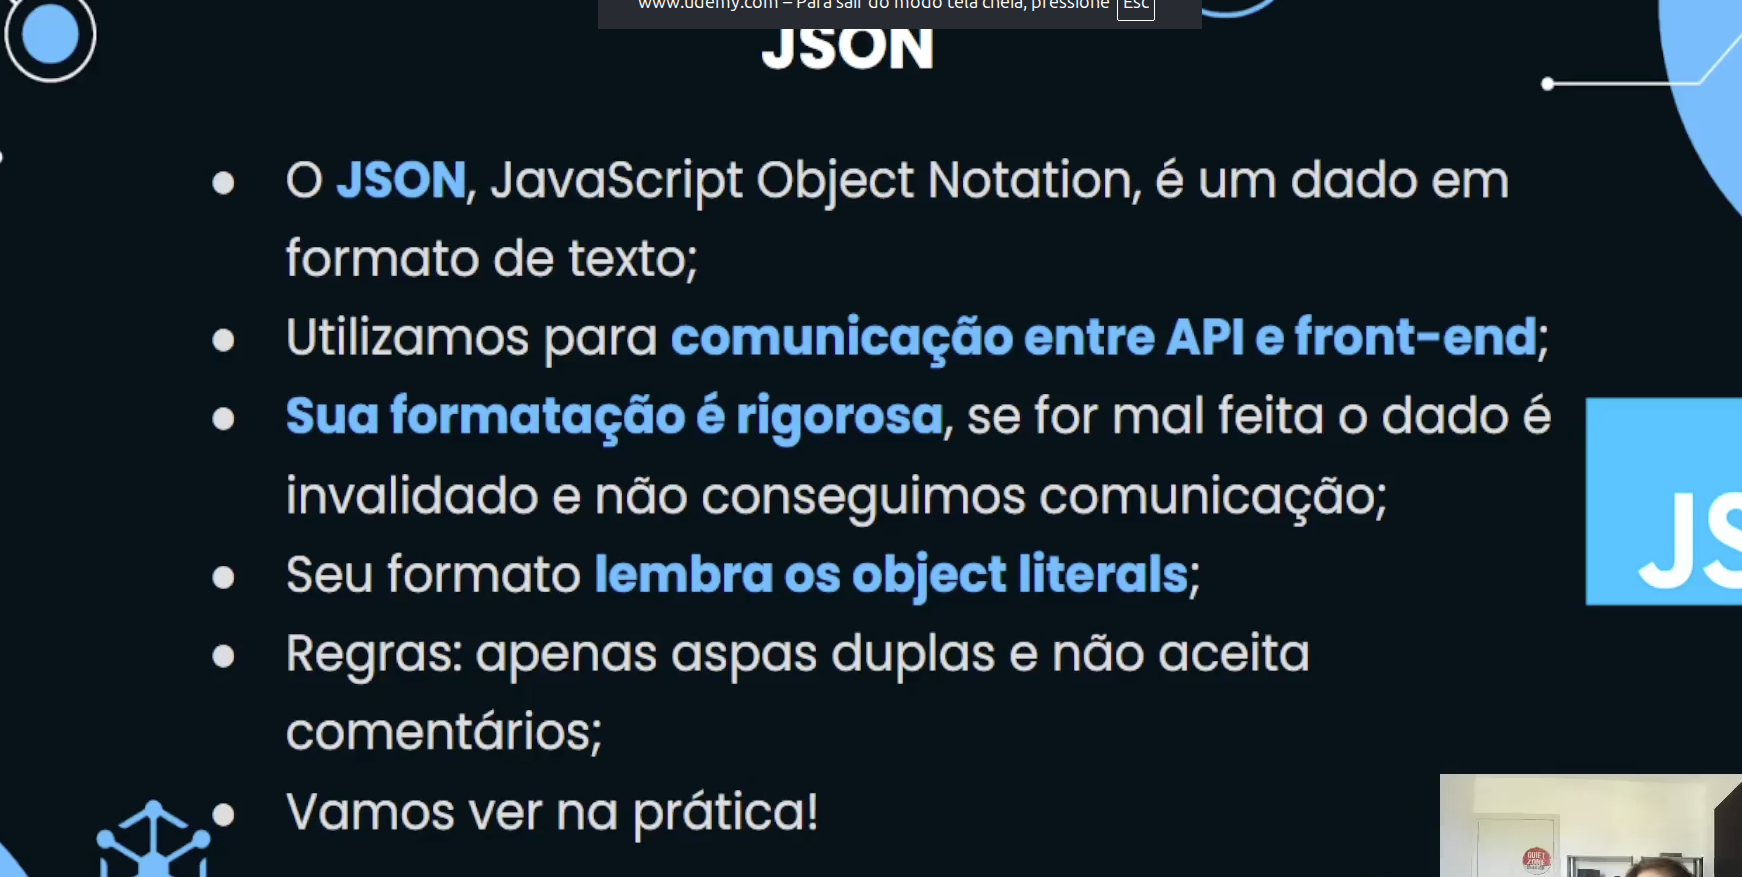 www.udemy.com – Para sair do modo tela cheia, pressione Esc
JSON
● O JSON, JavaScript Object Notation, é um dado em
formato de texto;
● Utilizamos para comunicação entre API e front-end;
● Sua formatação é rigorosa, se for mal feita o dado é
invalidado e não conseguimos comunicação;
JS
● Seu formato lembra os object literals;
● Regras: apenas aspas duplas e não aceita
comentários;
● Vamos ver na prática!
QUIET
ZONE